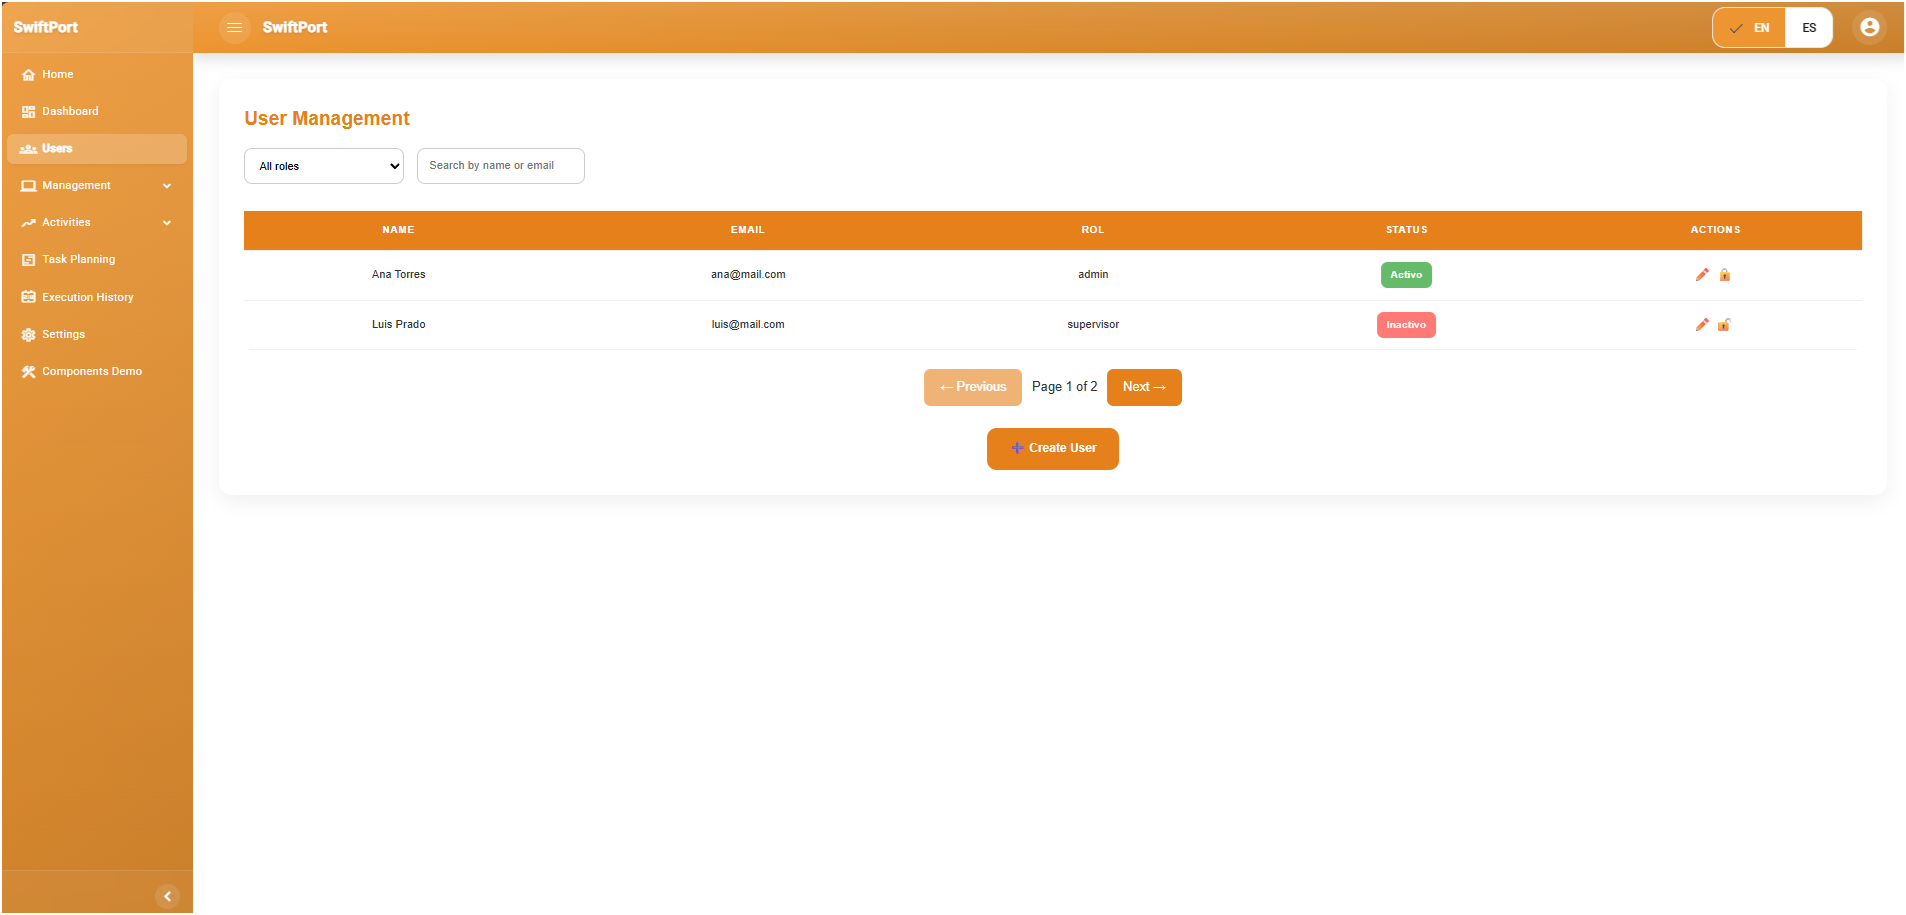 SwiftPort
SwiftPort
EN
ES
Home
Dashboard
Users
Management
Activities
Task Planning
Execution History
Settings
Components Demo
User Management
All roles
Search by name or email
NAME EMAIL ROL STATUS ACTIONS
Ana Torres ana@mail.com admin Activo
Luis Prado luis@mail.com supervisor Inactivo
← Previous Page 1 of 2 Next →
Create User